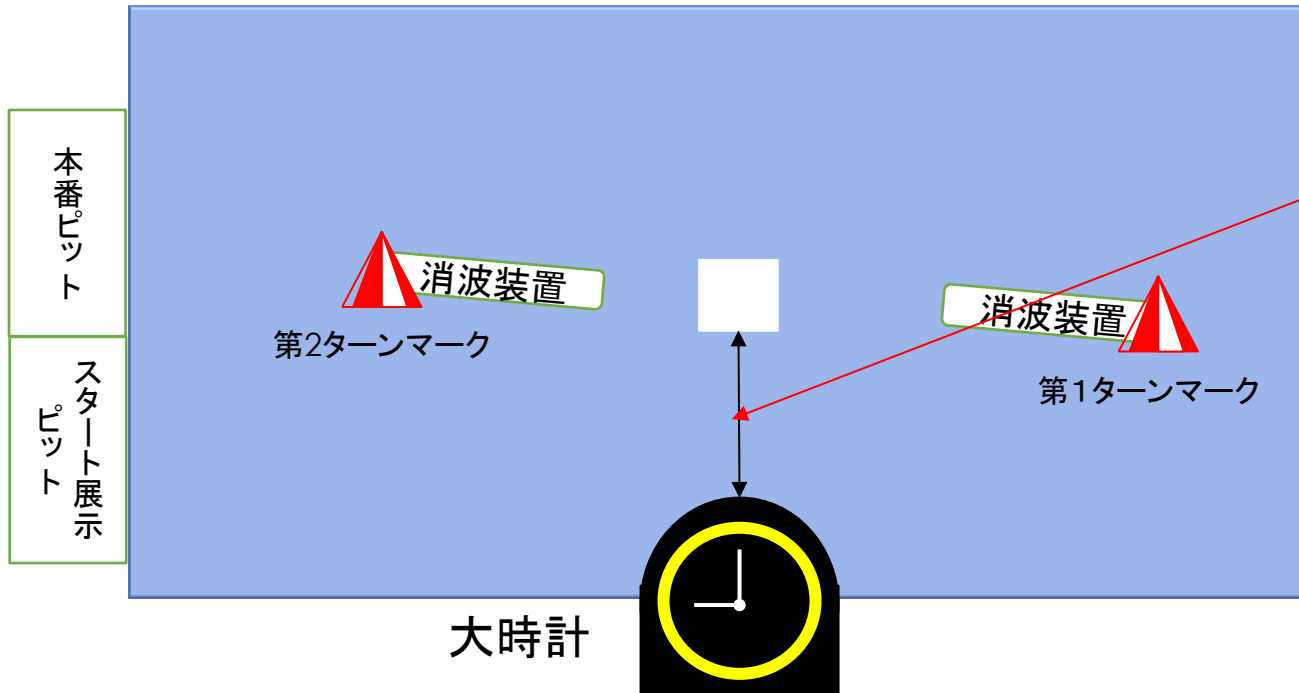 本番ピット
スタート展示
ピット
消波装置
第2ターンマーク
消波装置
第１ターンマーク
大時計